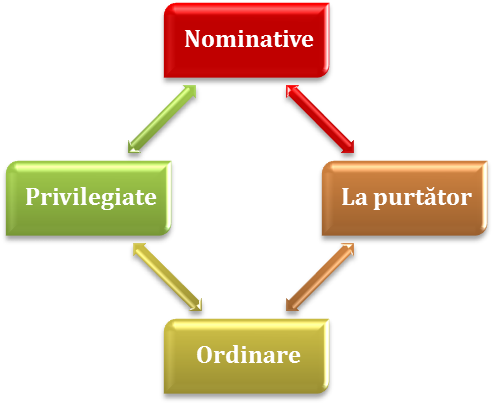 Nominative
Privilegiate
La purtător
Ordinare